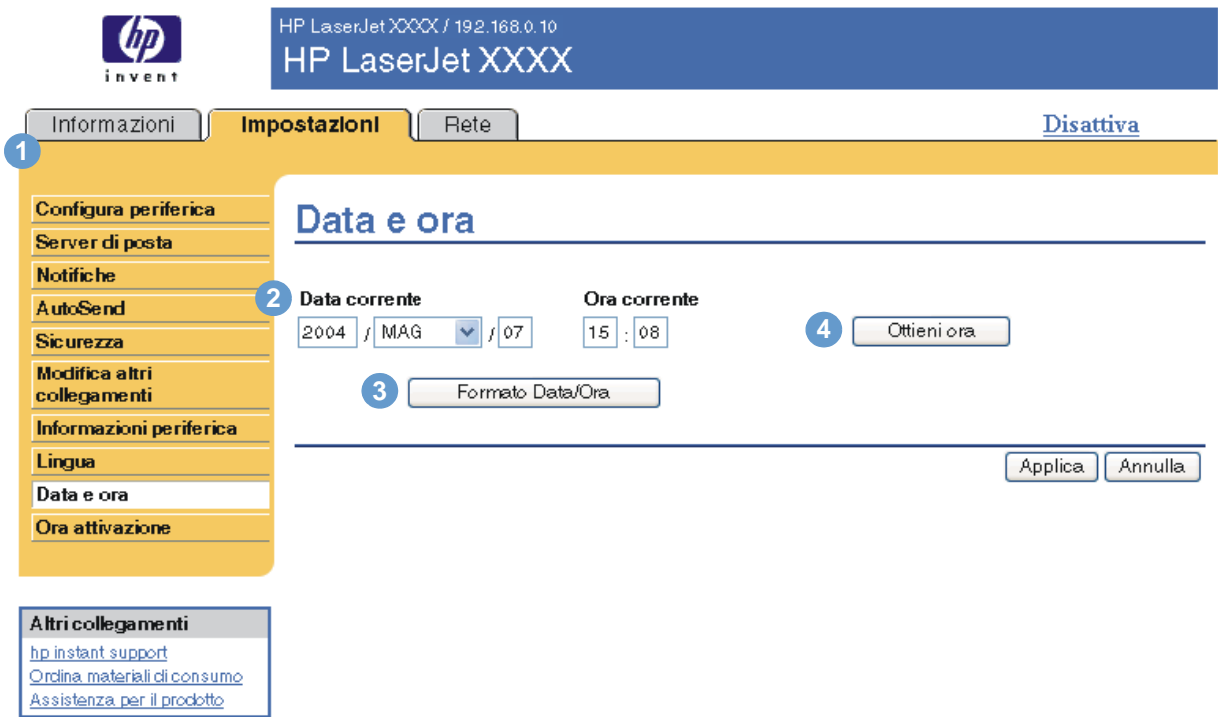 hp
invent
HP LaserJet XXXX / 192.168.0.10
HP LaserJet XXXX
Informazioni
Impostazioni
Rete
Disattiva
1
Configura periferica
Server di posta
Notifiche
AutoSend
Sicurezza
Modifica altri
collegamenti
Informazioni periferica
Lingua
Data e ora
Ora attivazione
Altri collegamenti
hp instant support
Ordina materiali di consumo
Assistenza per il prodotto
Data e ora
2 Data corrente
2004 / MAG / 07
Ora corrente
15 : 08
4 Ottieni ora
3 Formato Data/Ora
Applica Annulla